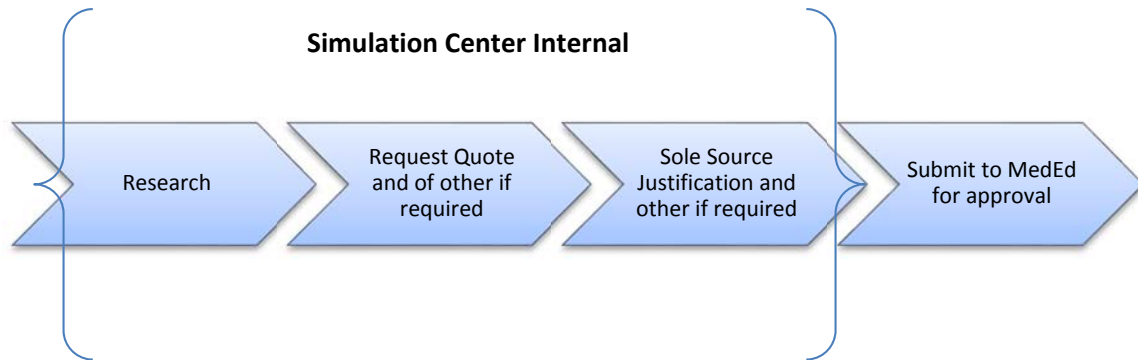 Simulation Center Internal
Research
Request Quote
and of other if
required
Sole Source
Justification and
other if required
Submit to MedEd
for approval